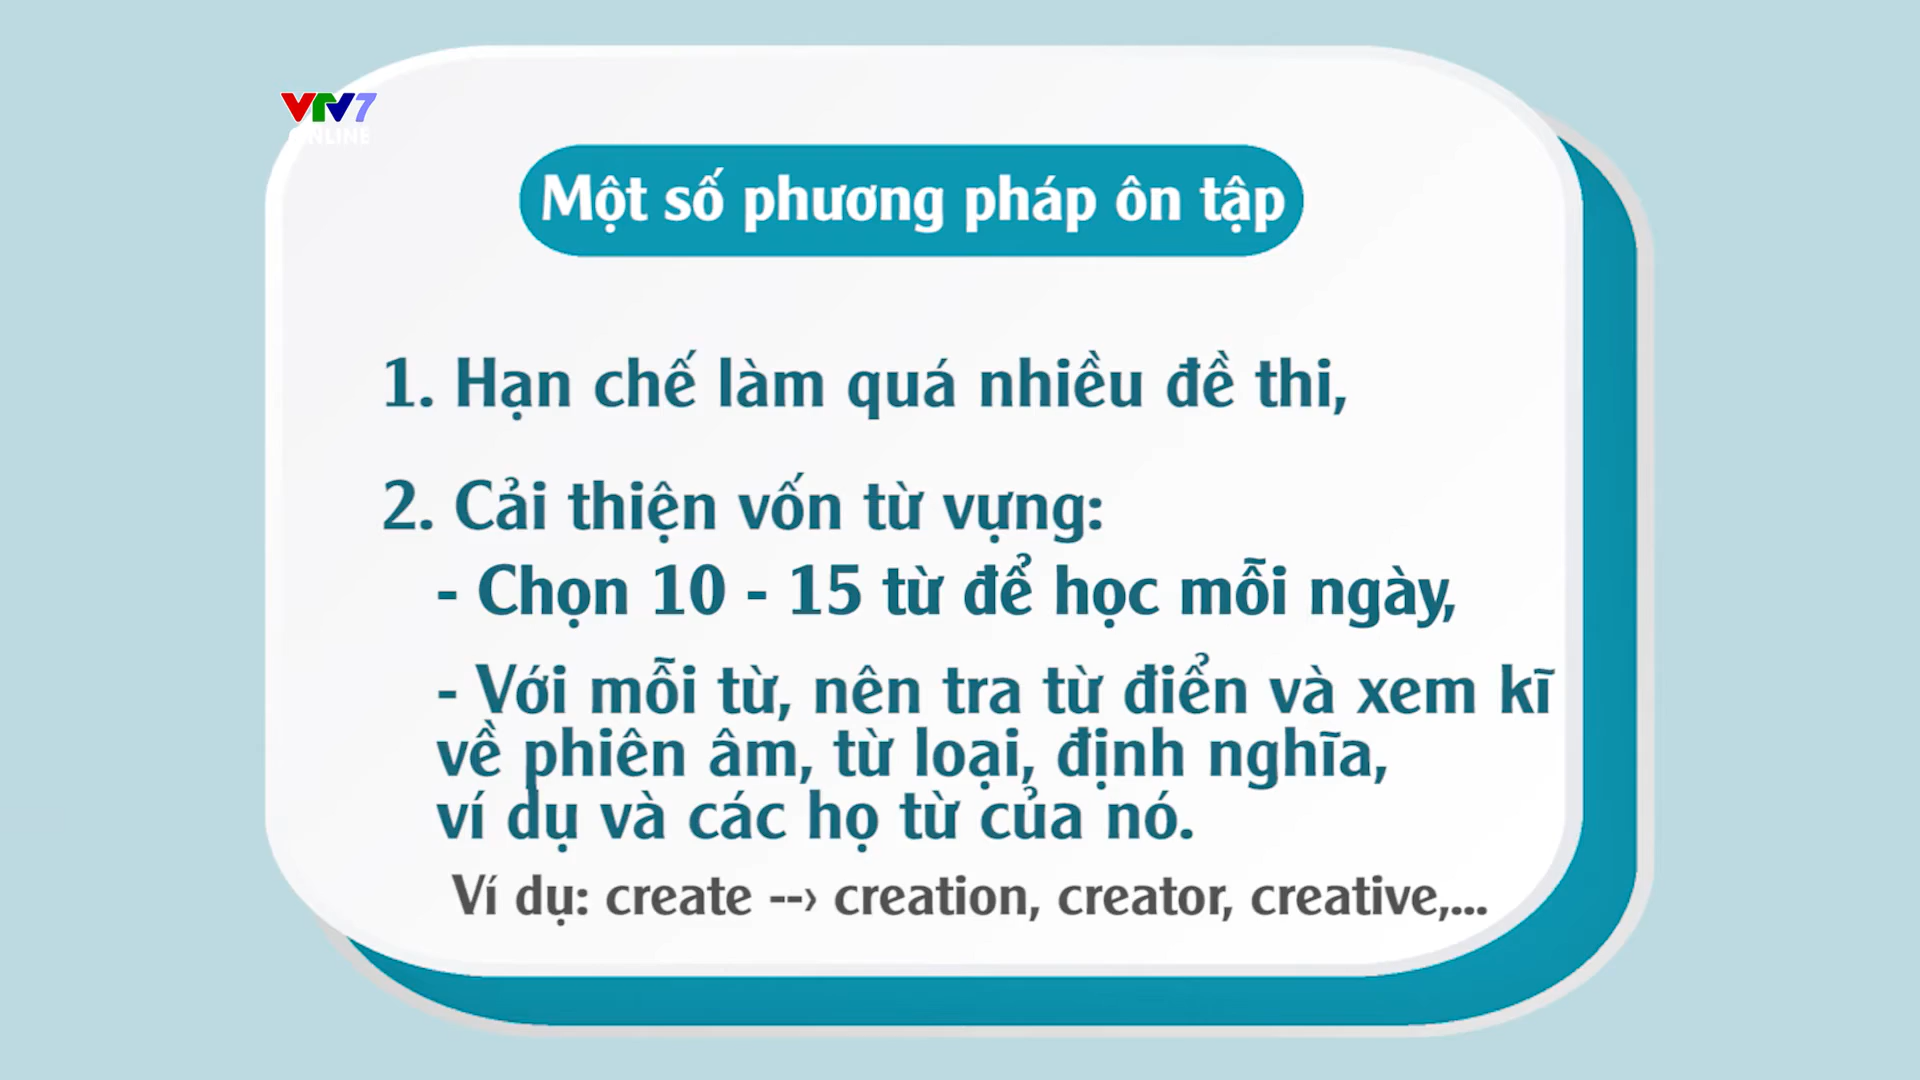 VTV7
ONLINE
Một số phương pháp ôn tập
1. Hạn chế làm quá nhiều đề thi,
2. Cải thiện vốn từ vựng:
- Chọn 10 - 15 từ để học mỗi ngày,
- Với mỗi từ, nên tra từ điển và xem kĩ
về phiên âm, từ loại, định nghĩa,
ví dụ và các họ từ của nó.
Ví dụ: create --› creation, creator, creative,...